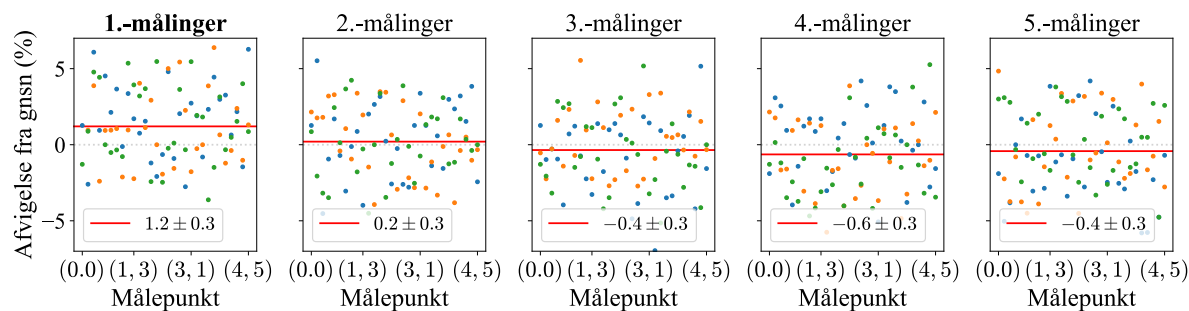 1.-målinger 2.-målinger 3.-målinger 4.-målinger 5.-målinger
Afvigelse fra gnsn (%)
5
0
−5
1.2 ± 0.3 0.2 ± 0.3 −0.4 ± 0.3 −0.6 ± 0.3 −0.4 ± 0.3
(0.0) (1, 3) (3, 1) (4, 5) (0.0) (1, 3) (3, 1) (4, 5) (0.0) (1, 3) (3, 1) (4, 5) (0.0) (1, 3) (3, 1) (4, 5) (0.0) (1, 3) (3, 1) (4, 5)
Målepunkt Målepunkt Målepunkt Målepunkt Målepunkt